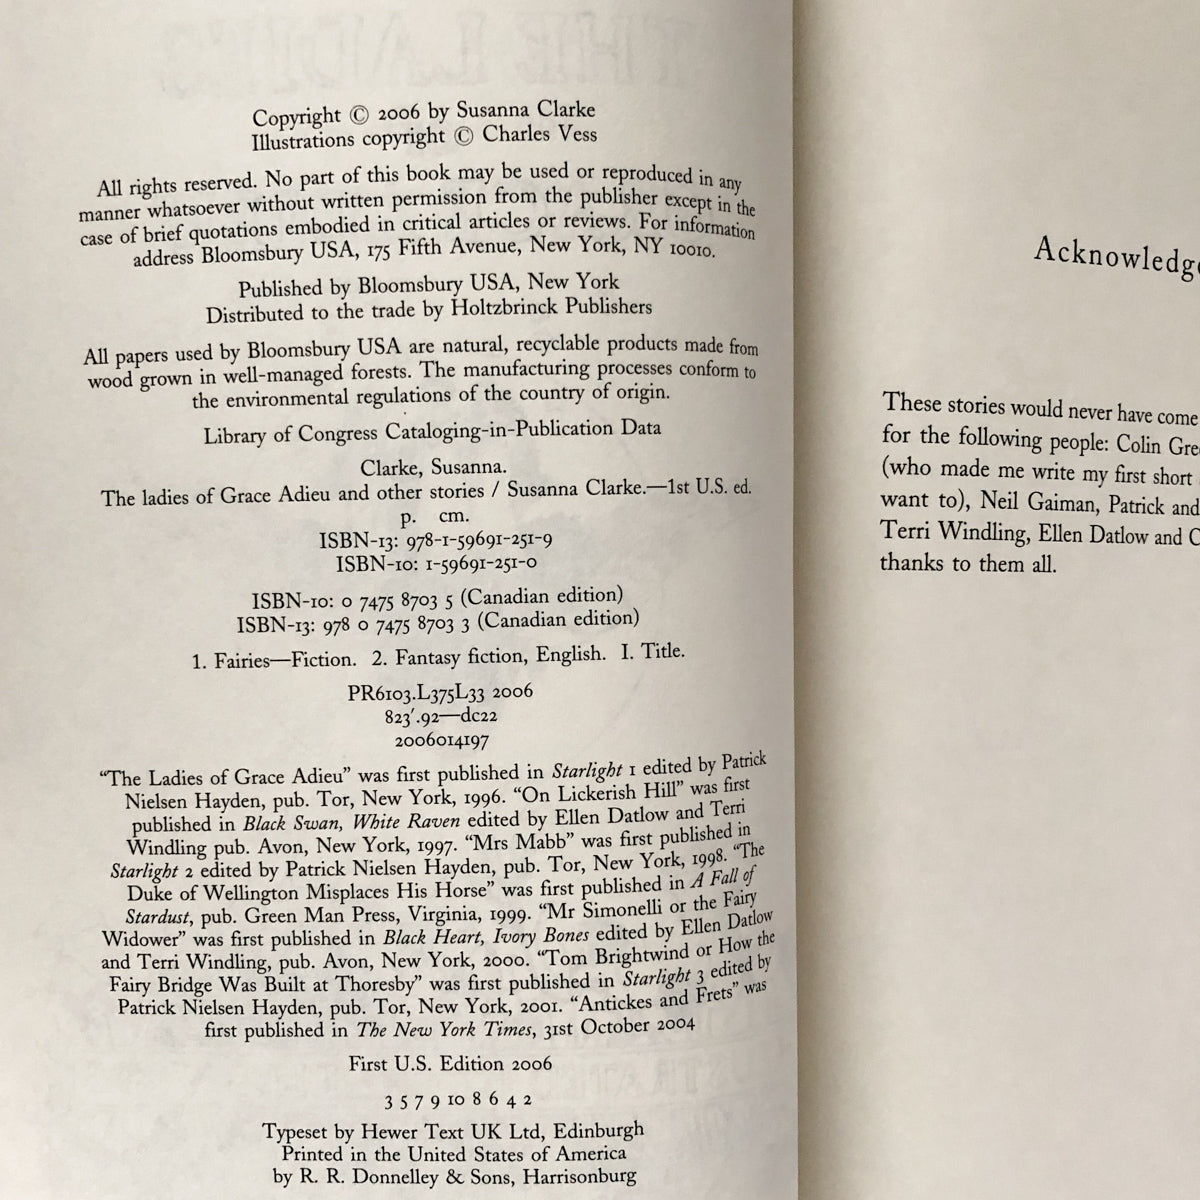 Copyright © 2006 by Susanna Clarke
Illustrations copyright © Charles Vess
All rights reserved. No part of this book may be used or reproduced in any
manner whatsoever without written permission from the publisher except in the
case of brief quotations embodied in critical articles or reviews. For information
address Bloomsbury USA, 175 Fifth Avenue, New York, NY 10010.
Published by Bloomsbury USA, New York
Distributed to the trade by Holtzbrinck Publishers
All papers used by Bloomsbury USA are natural, recyclable products made from
wood grown in well-managed forests. The manufacturing processes conform to
the environmental regulations of the country of origin.
Library of Congress Cataloging-in-Publication Data
Clarke, Susanna.
The ladies of Grace Adieu and other stories / Susanna Clarke.—1st U.S. ed.
p. cm.
ISBN-13: 978-1-59691-251-9
ISBN-10: 1-59691-251-0
ISBN-10: 0 7475 8703 5 (Canadian edition)
ISBN-13: 978 0 7475 8703 3 (Canadian edition)
1. Fairies—Fiction. 2. Fantasy fiction, English. I. Title.
PR6103.L375L33 2006
823′.92—dc22
2006014197
“The Ladies of Grace Adieu” was first published in Starlight 1 edited by Patrick
Nielsen Hayden, pub. Tor, New York, 1996. “On Lickerish Hill” was first
published in Black Swan, White Raven edited by Ellen Datlow and Terri
Windling pub. Avon, New York, 1997. “Mrs Mabb” was first published in
Starlight 2 edited by Patrick Nielsen Hayden, pub. Tor, New York, 1998. “The
Duke of Wellington Misplaces His Horse” was first published in A Fall of
Stardust, pub. Green Man Press, Virginia, 1999. “Mr Simonelli or the Fairy
Widower” was first published in Black Heart, Ivory Bones edited by Ellen Datlow
and Terri Windling, pub. Avon, New York, 2000. “Tom Brightwind or How the
Fairy Bridge Was Built at Thoresby” was first published in Starlight 3 edited by
Patrick Nielsen Hayden, pub. Tor, New York, 2001. “Antickes and Frets” was
first published in The New York Times, 31st October 2004
First U.S. Edition 2006
3 5 7 9 10 8 6 4 2
Typeset by Hewer Text UK Ltd, Edinburgh
Printed in the United States of America
by R. R. Donnelley & Sons, Harrisonburg
Acknowledge
These stories would never have come
for the following people: Colin Gre
(who made me write my first short
want to), Neil Gaiman, Patrick and
Terri Windling, Ellen Datlow and C
thanks to them all.